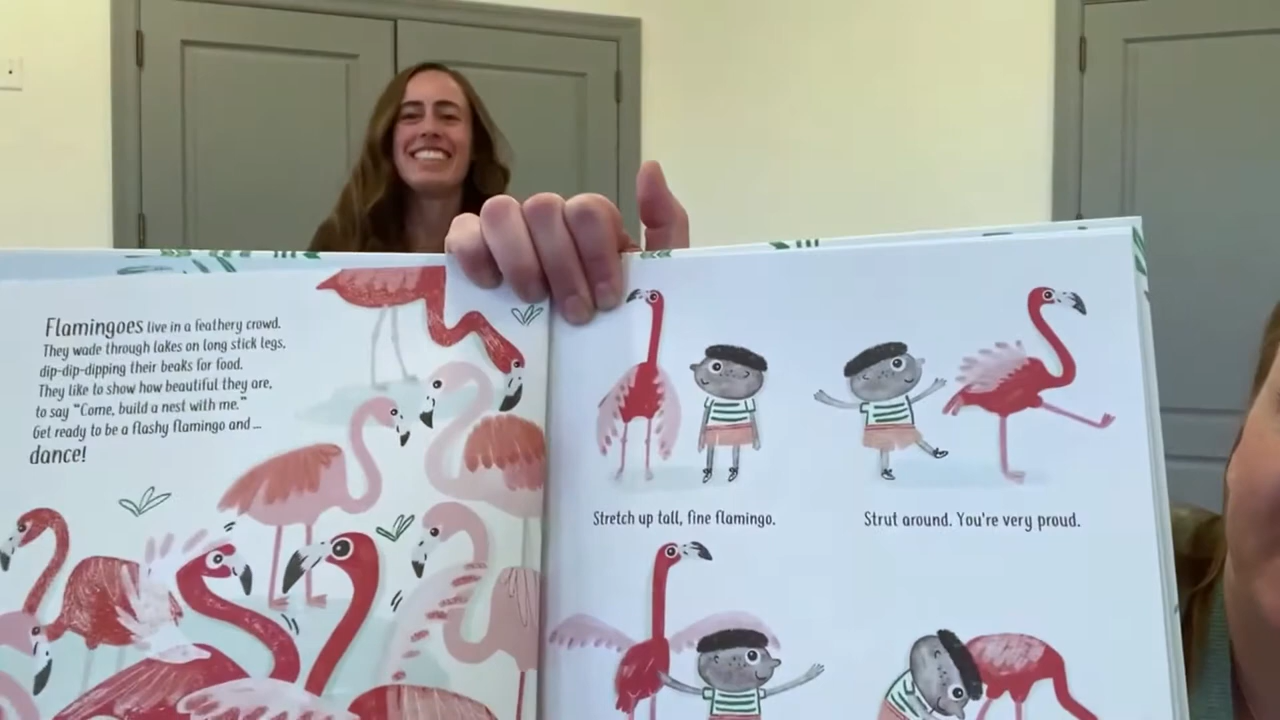 Flamingoes live in a feathery crowd.
They wade through lakes on long stick legs,
dip-dip-dipping their beaks for food.
They like to show how beautiful they are,
to say “Come, build a nest with me.”
Get ready to be a flashy flamingo and ...
dance!
Stretch up tall, fine flamingo.
Strut around. You're very proud.